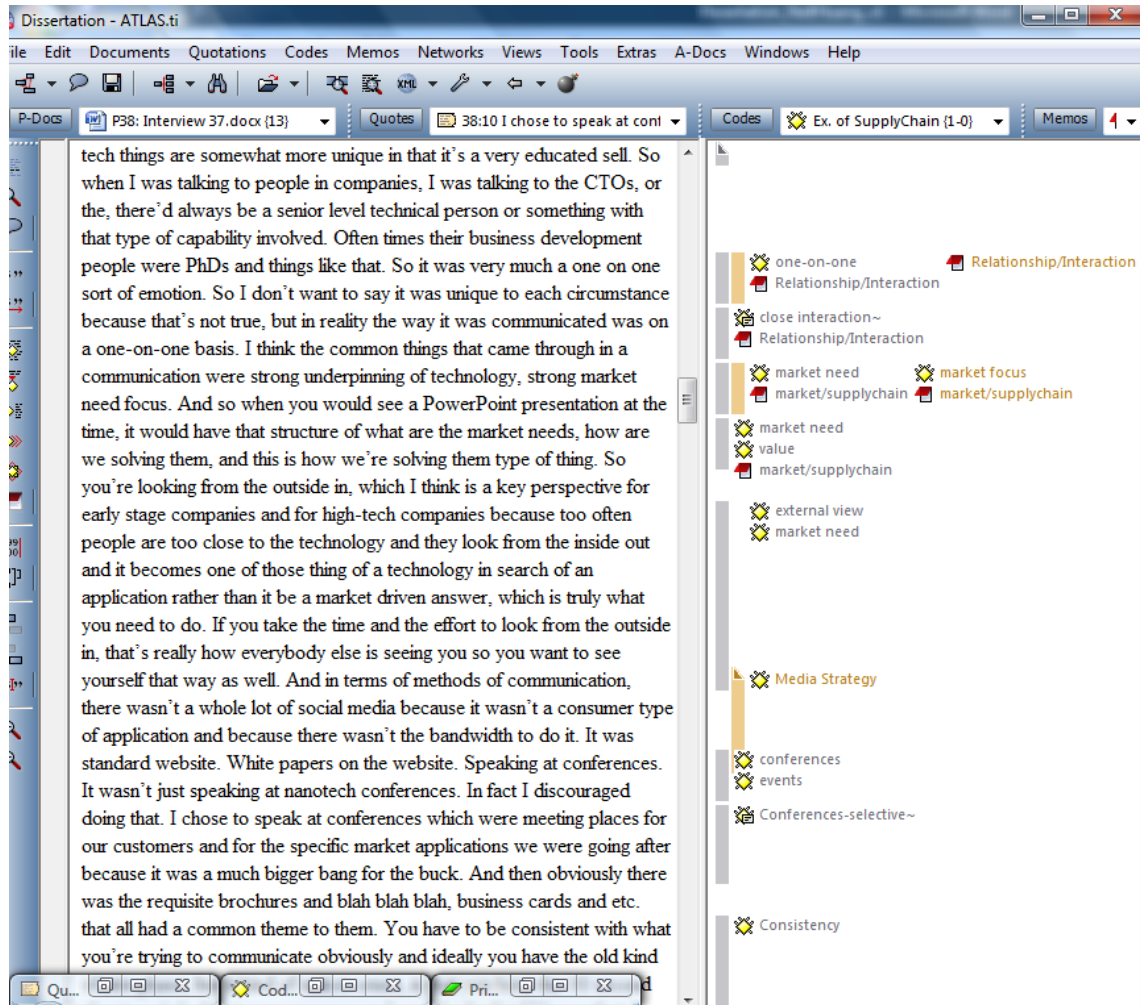 Dissertation - ATLAS.ti
ile Edit Documents Quotations Codes Memos Networks Views Tools Extras A-Docs Windows Help
XML
P-Docs P38: Interview 37.docx {13} Quotes 38:10 I chose to speak at conf Codes Ex. of SupplyChain {1-0} Memos
tech things are somewhat more unique in that it's a very educated sell. So
when I was talking to people in companies, I was talking to the CTOs, or
the, there'd always be a senior level technical person or something with
that type of capability involved. Often times their business development
people were PhDs and things like that. So it was very much a one on one
sort of emotion. So I don't want to say it was unique to each circumstance
because that's not true, but in reality the way it was communicated was on
a one-on-one basis. I think the common things that came through in a
communication were strong underpinning of technology, strong market
need focus. And so when you would see a PowerPoint presentation at the
time, it would have that structure of what are the market needs, how are
we solving them, and this is how we're solving them type of thing. So
you're looking from the outside in, which I think is a key perspective for
early stage companies and for high-tech companies because too often
people are too close to the technology and they look from the inside out
and it becomes one of those thing of a technology in search of an
application rather than it be a market driven answer, which is truly what
you need to do. If you take the time and the effort to look from the outside
in, that's really how everybody else is seeing you so you want to see
yourself that way as well. And in terms of methods of communication,
there wasn't a whole lot of social media because it wasn't a consumer type
of application and because there wasn't the bandwidth to do it. It was
standard website. White papers on the website. Speaking at conferences.
It wasn't just speaking at nanotech conferences. In fact I discouraged
doing that. I chose to speak at conferences which were meeting places for
our customers and for the specific market applications we were going after
because it was a much bigger bang for the buck. And then obviously there
was the requisite brochures and blah blah blah, business cards and etc.
that all had a common theme to them. You have to be consistent with what
you're trying to communicate obviously and ideally you have the old kind
one-on-one Relationship/Interaction
Relationship/Interaction
close interaction~
Relationship/Interaction
market need market focus
market/supplychain market/supplychain
market need
value
market/supplychain
external view
market need
Media Strategy
conferences
events
Conferences-selective~
Consistency
Qu... Cod... Pri...